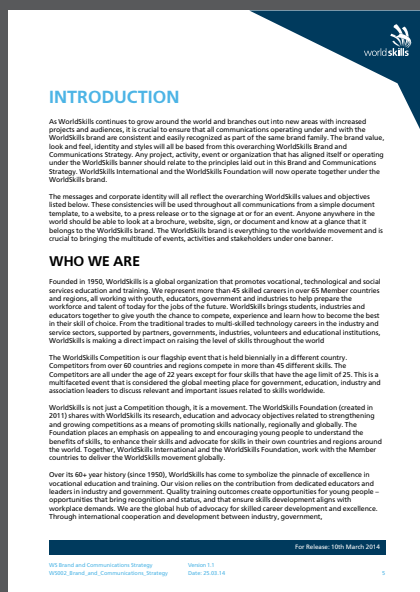 worldskills
INTRODUCTION
As WorldSkills continues to grow around the world and branches out into new areas with increased
projects and audiences, it is crucial to ensure that all communications operating under and with the
WorldSkills brand are consistent and easily recognized as part of the same brand family. The brand value,
look and feel, identity and styles will all be based from this overarching WorldSkills Brand and
Communications Strategy. Any project, activity, event or organization that has aligned itself or operating
under the WorldSkills banner should relate to the principles laid out in this Brand and Communications
Strategy. WorldSkills International and the WorldSkills Foundation will now operate together under the
WorldSkills brand.
The messages and corporate identity will all reflect the overarching WorldSkills values and objectives
listed below. These consistencies will be used throughout all communications from a simple document
template, to a website, to a press release or to the signage at or for an event. Anyone anywhere in the
world should be able to look at a brochure, website, sign, or document and know at a glance that it
belongs to the WorldSkills brand. The WorldSkills brand is everything to the worldwide movement and is
crucial to bringing the multitude of events, activities and stakeholders under one banner.
WHO WE ARE
Founded in 1950, WorldSkills is a global organization that promotes vocational, technological and social
services education and training. We represent more than 45 skilled careers in over 65 Member countries
and regions, all working with youth, educators, government and industries to help prepare the
workforce and talent of today for the jobs of the future. WorldSkills brings students, industries and
educators together to give youth the chance to compete, experience and learn how to become the best
in their skill of choice. From the traditional trades to multi-skilled technology careers in the industry and
service sectors, supported by partners, governments, industries, volunteers and educational institutions,
WorldSkills is making a direct impact on raising the level of skills throughout the world
The WorldSkills Competition is our flagship event that is held biennially in a different country.
Competitors from over 60 countries and regions compete in more than 45 different skills. The
Competitors are all under the age of 22 years except for four skills that have the age limit of 25. This is a
multifaceted event that is considered the global meeting place for government, education, industry and
association leaders to discuss relevant and important issues related to skills worldwide.
WorldSkills is not just a Competition though, it is a movement. The WorldSkills Foundation (created in
2011) shares with WorldSkills its research, education and advocacy objectives related to strengthening
and growing competitions as a means of promoting skills nationally, regionally and globally. The
Foundation places an emphasis on appealing to and encouraging young people to understand the
benefits of skills, to enhance their skills and advocate for skills in their own countries and regions around
the world. Together, WorldSkills International and the WorldSkills Foundation, work with the Member
countries to deliver the WorldSkills movement globally.
Over its 60+ year history (since 1950), WorldSkills has come to symbolize the pinnacle of excellence in
vocational education and training. Our vision relies on the contribution from dedicated educators and
leaders in industry and government. Quality training outcomes create opportunities for young people –
opportunities that bring recognition and status, and that ensure skills development aligns with
workplace demands. We are the global hub of advocacy for skilled career development and excellence.
Through international cooperation and development between industry, government,
For Release: 10th March 2014
WS Brand and Communications Strategy Version 1.1
WS002_Brand_and_Communications_Strategy Date: 25.03.14 5